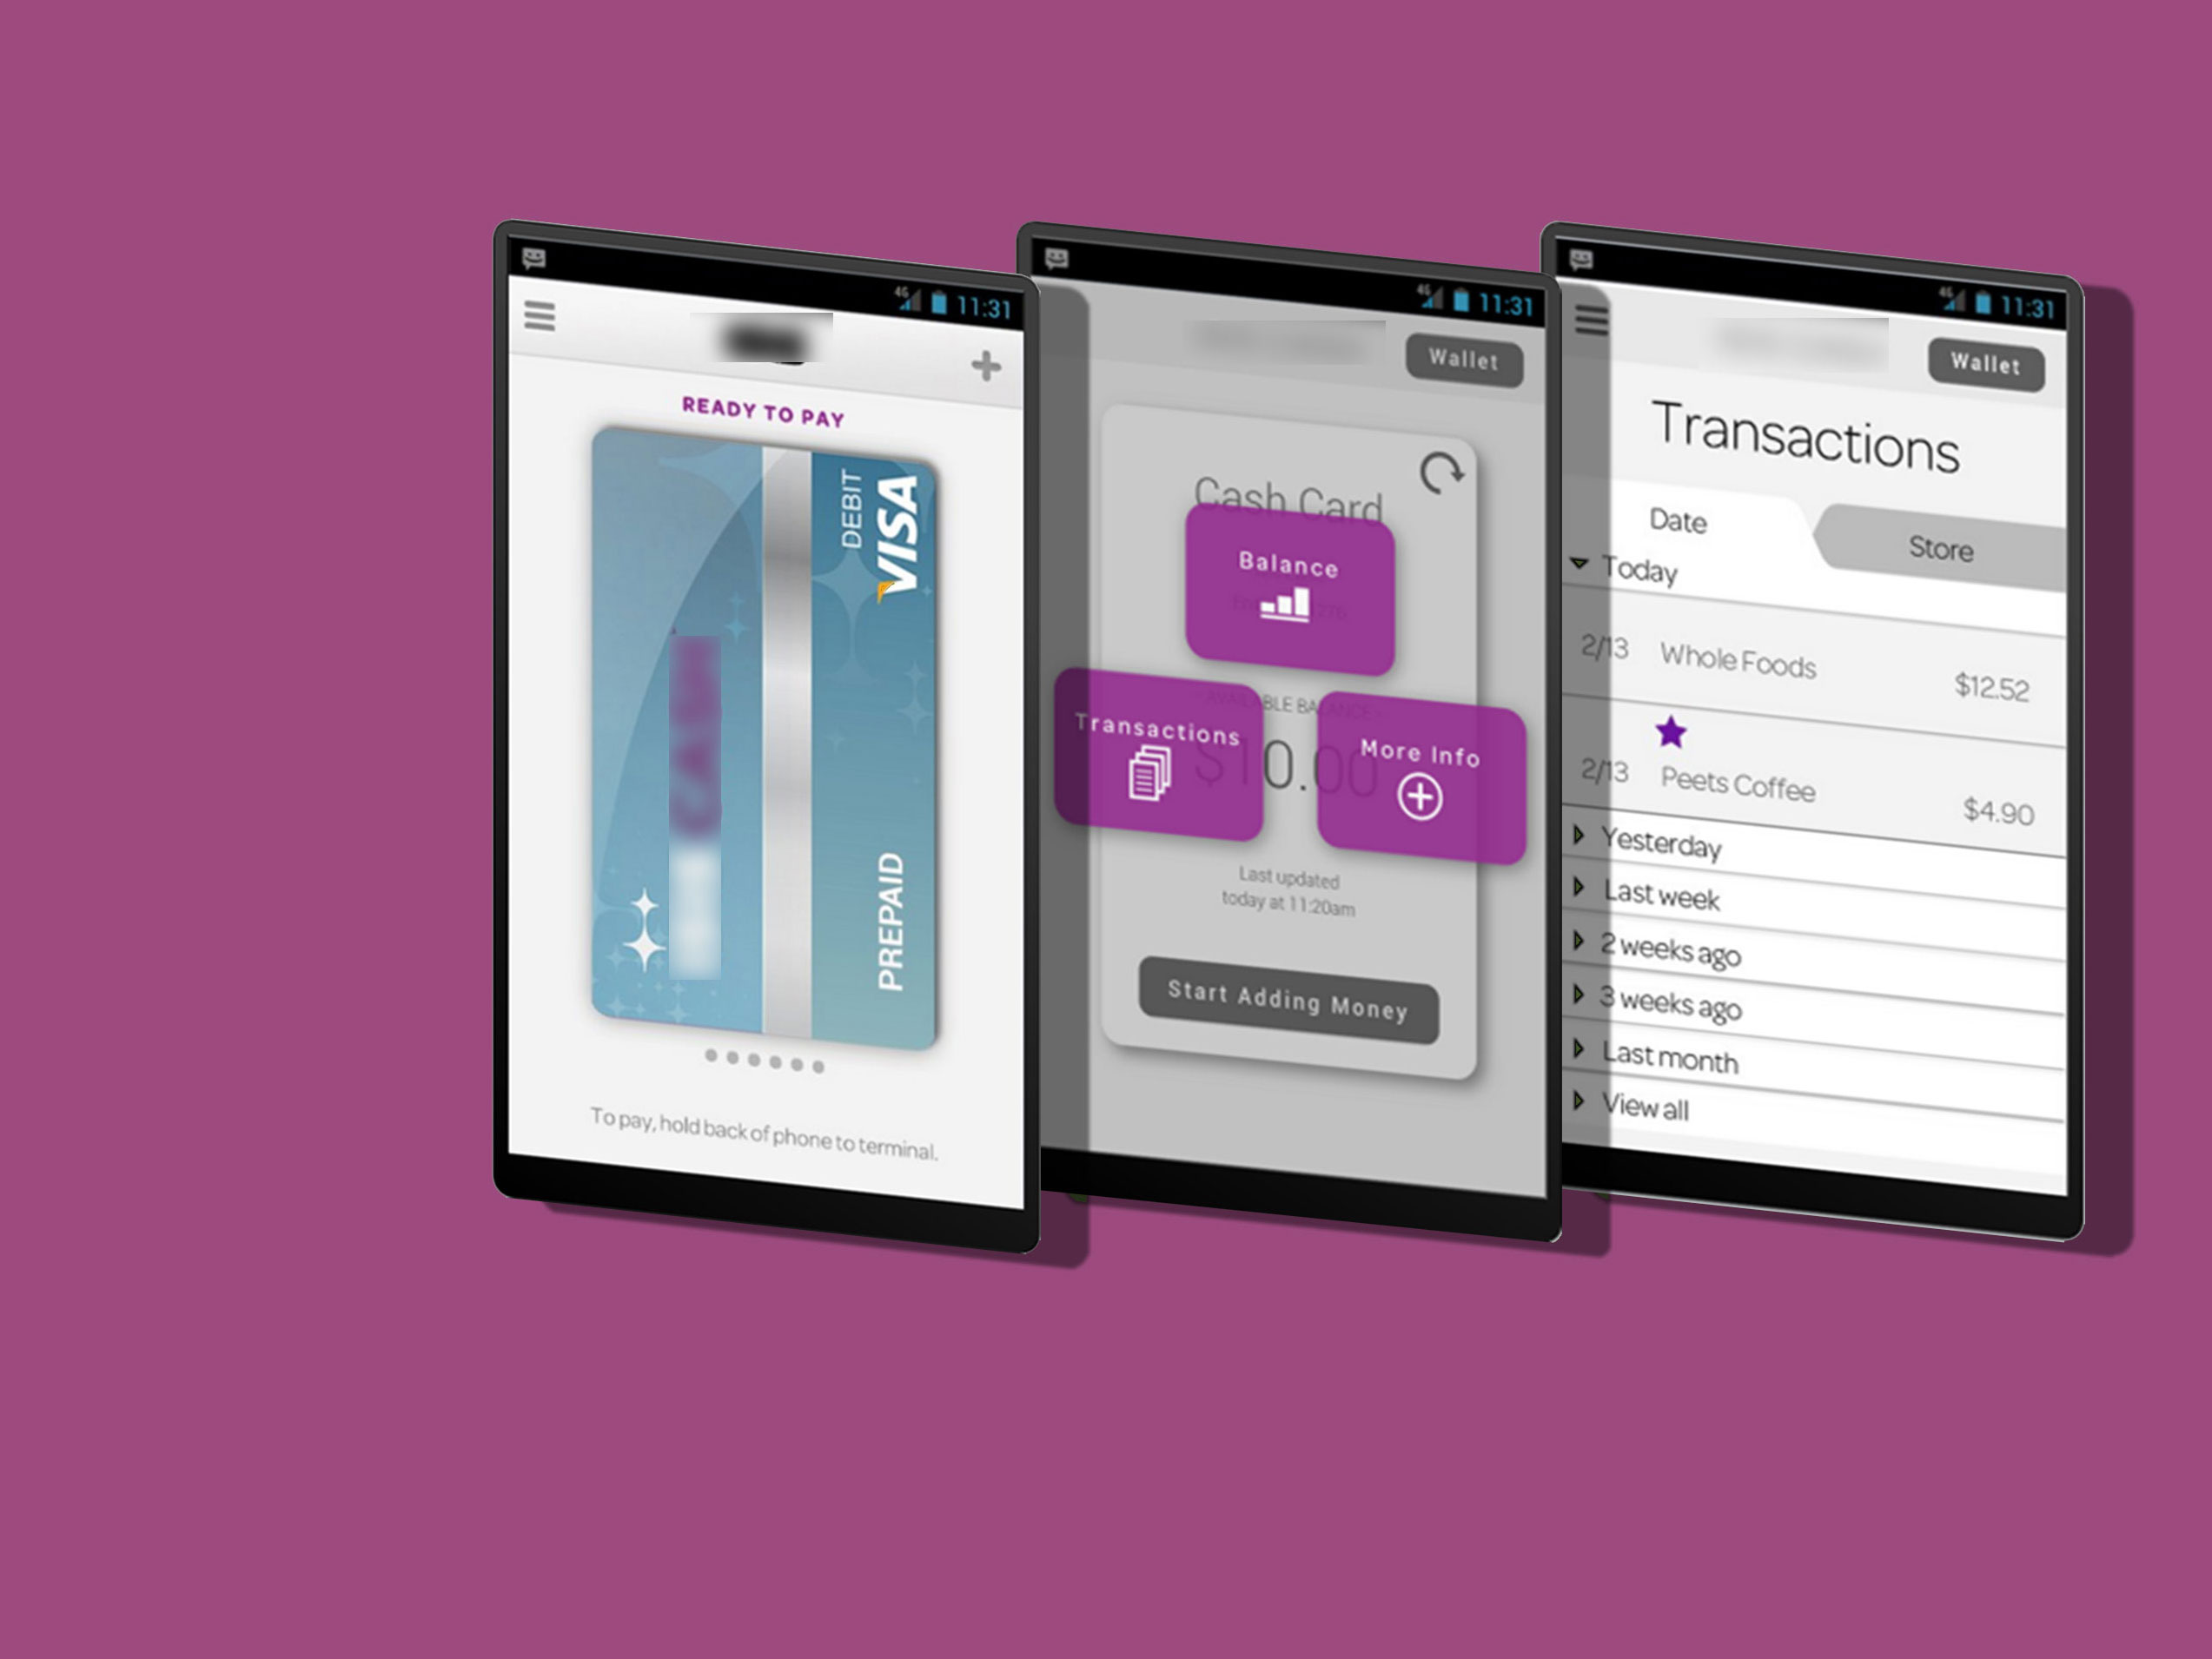 4G 11:31
READY TO PAY
DEBIT
VISA
PREPAID
To pay, hold back of phone to terminal.
4G 11:31
Wallet
Cash Card
Balance
AVAILABLE BALANCE
$10.00
Transactions
More Info
Last updated
today at 11:20am
Start Adding Money
4G 11:31
Wallet
Transactions
Date
Store
Today
2/13 Whole Foods $12.52
2/13 Peets Coffee $4.90
Yesterday
Last week
2 weeks ago
3 weeks ago
Last month
View all